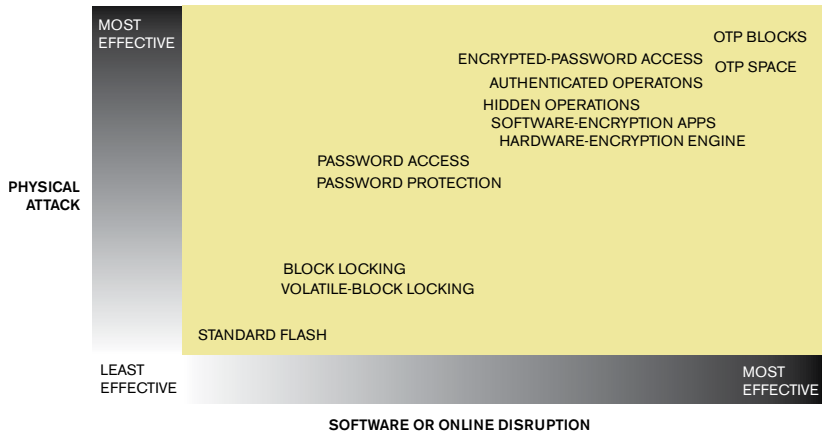 MOST
EFFECTIVE
OTP BLOCKS
ENCRYPTED-PASSWORD ACCESS
OTP SPACE
AUTHENTICATED OPERATONS
HIDDEN OPERATIONS
SOFTWARE-ENCRYPTION APPS
HARDWARE-ENCRYPTION ENGINE
PASSWORD ACCESS
PASSWORD PROTECTION
PHYSICAL
ATTACK
BLOCK LOCKING
VOLATILE-BLOCK LOCKING
STANDARD FLASH
LEAST
EFFECTIVE
MOST
EFFECTIVE
SOFTWARE OR ONLINE DISRUPTION